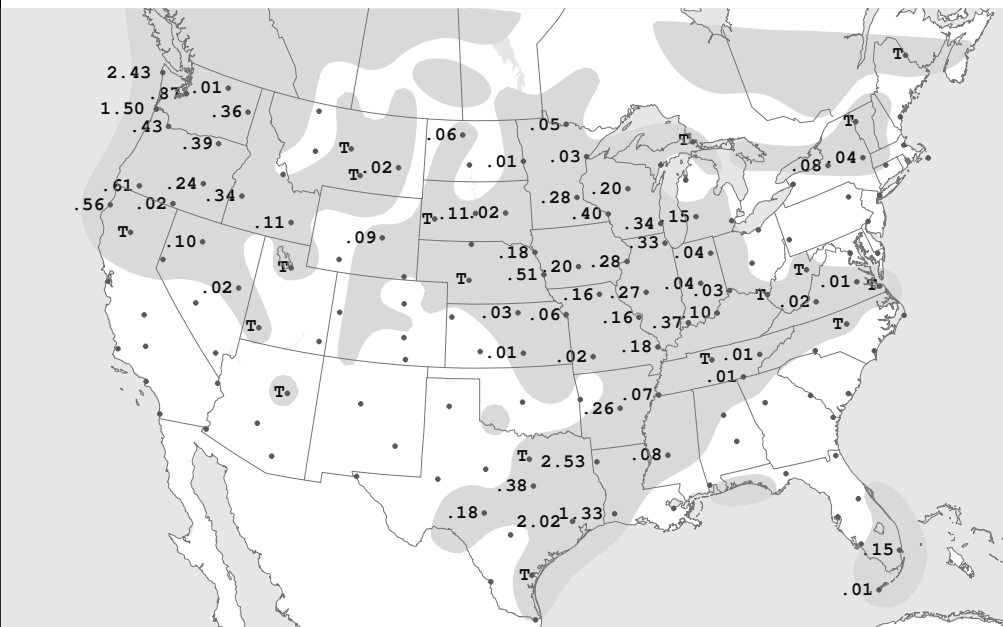 T
2.43
.87 .01
1.50 .36
.43 .05 T
.06
.39 T .03 .04
T .02 .01 .08
.61 .24 .20
.56 .02 .34 .28
T .11 T .11 .02 .40 .34 .15
.10 .09 .33 .04
.18
T .51 .20 .28 T
.02 T .16 .27 .04 .03 T .02 .01 T
.03 .06 .16 .37 .10 T
T
.01 .02 .18 T .01
.01
T .26 .07
T 2.53 .08
.38
.18 2.02 1.33
.15
T .01